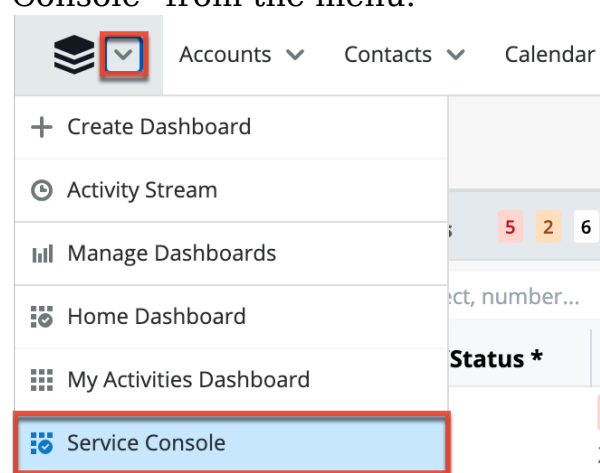 Console" from the menu.
Accounts Contacts Calendar
Create Dashboard
Activity Stream
5 2 6
Manage Dashboards
ect, number...
Home Dashboard
Status *
My Activities Dashboard
Service Console